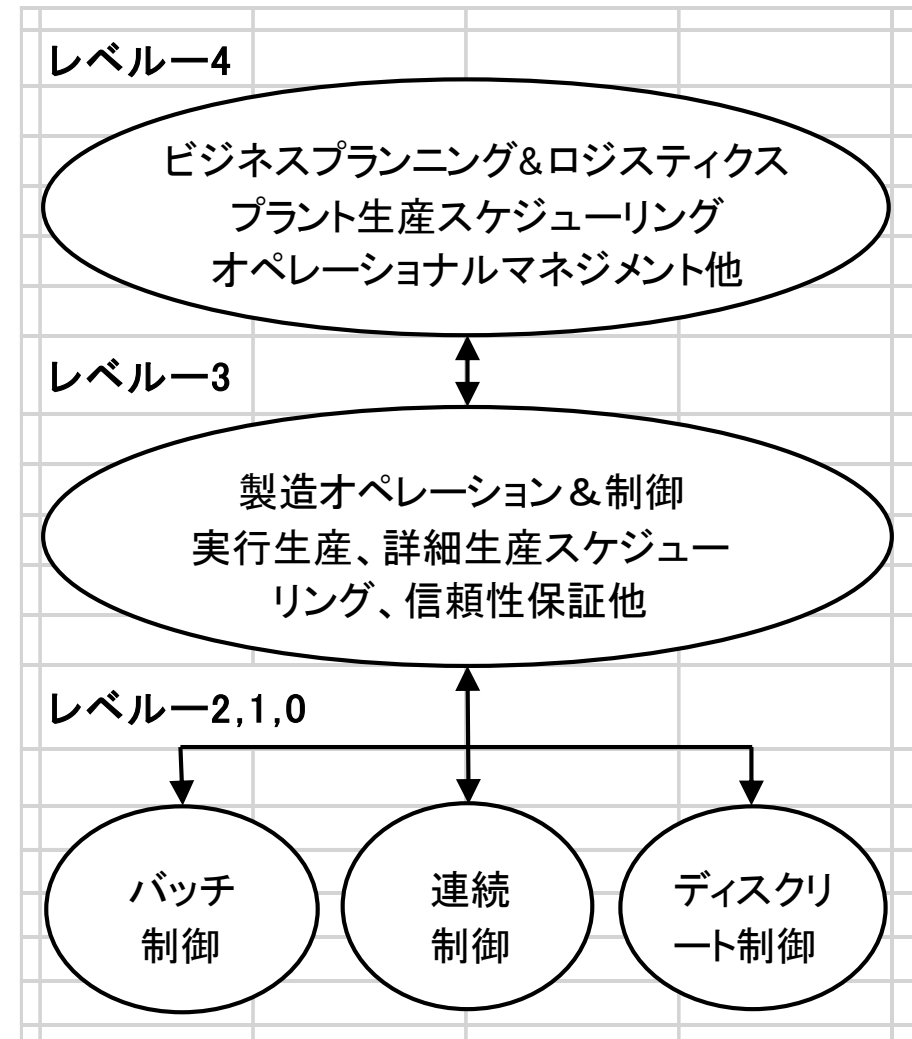 レベルー4
ビジネスプランニング&ロジスティクス
プラント生産スケジューリング
オペレーショナルマネジメント他
レベルー3
製造オペレーション＆制御
実行生産、詳細生産スケジュー
リング、信頼性保証他
レベルー2,1,0
バッチ
制御
連続
制御
ディスクリ
ート制御